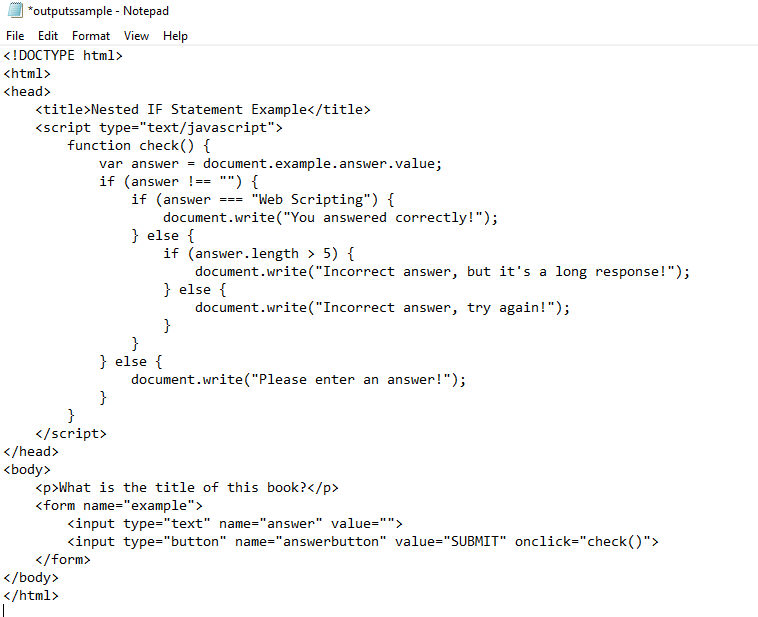 *outputssample - Notepad
File Edit Format View Help
<!DOCTYPE html>
<html>
<head>
    <title>Nested IF Statement Example</title>
    <script type="text/javascript">
        function check() {
            var answer = document.example.answer.value;
            if (answer !== "") {
                if (answer === "Web Scripting") {
                    document.write("You answered correctly!");
                } else {
                    if (answer.length > 5) {
                        document.write("Incorrect answer, but it's a long response!");
                    } else {
                        document.write("Incorrect answer, try again!");
                    }
                }
            } else {
                document.write("Please enter an answer!");
            }
        }
    </script>
</head>
<body>
    <p>What is the title of this book?</p>
    <form name="example">
        <input type="text" name="answer" value="">
        <input type="button" name="answerbutton" value="SUBMIT" onclick="check()">
    </form>
</body>
</html>